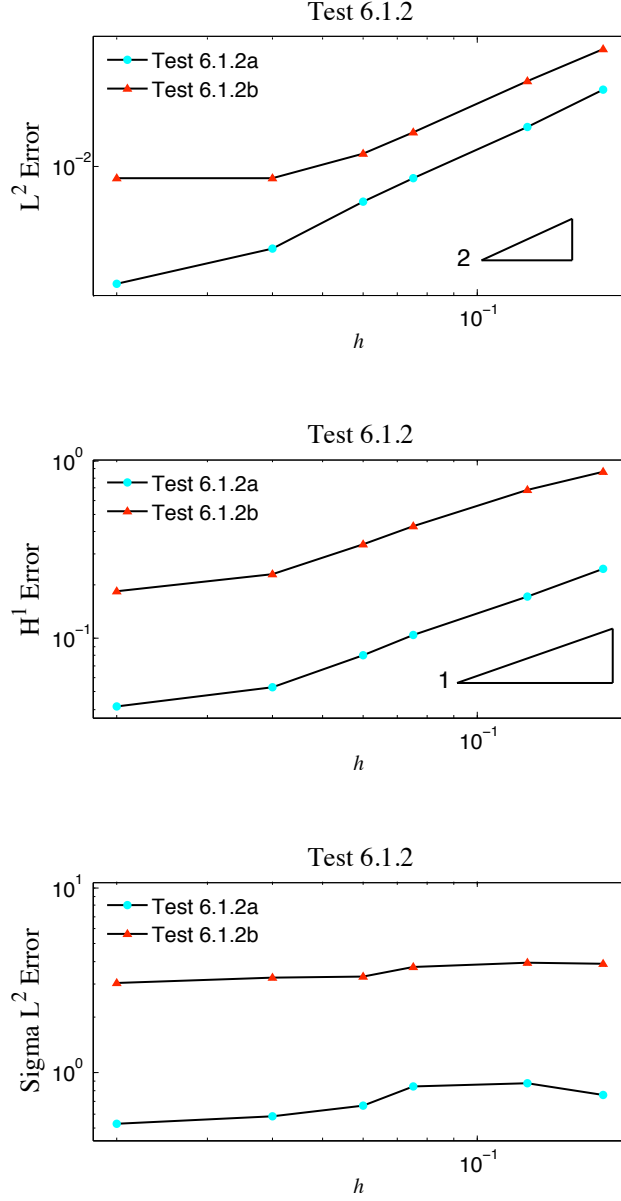 Test 6.1.2
Test 6.1.2a
Test 6.1.2b
L² Error
10⁻²
2
10⁻¹
h
Test 6.1.2
10⁰
Test 6.1.2a
Test 6.1.2b
H¹ Error
10⁻¹
1
10⁻¹
h
Test 6.1.2
10¹
Test 6.1.2a
Test 6.1.2b
Sigma L² Error
10⁰
10⁻¹
h